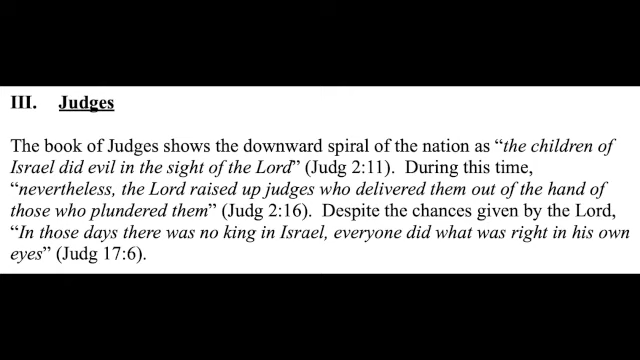 III. Judges
The book of Judges shows the downward spiral of the nation as “the children of
Israel did evil in the sight of the Lord” (Judg 2:11). During this time,
“nevertheless, the Lord raised up judges who delivered them out of the hand of
those who plundered them” (Judg 2:16). Despite the chances given by the Lord,
“In those days there was no king in Israel, everyone did what was right in his own
eyes” (Judg 17:6).